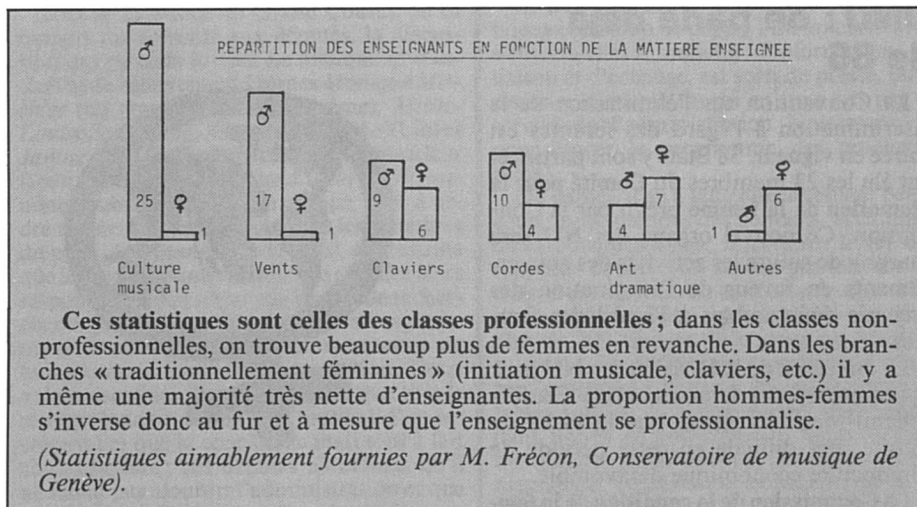 REPARTITION DES ENSEIGNANTS EN FONCTION DE LA MATIERE ENSEIGNEE
♂ ♂ ♂ ♀ ♂ ♀ ♂ ♀ ♀
25 ♀ 1 17 ♀ 1 9 6 10 4 4 7 1 ♂ 6
Culture musicale
Vents
Claviers
Cordes
Art dramatique
Autres
Ces statistiques sont celles des classes professionnelles ; dans les classes non-
professionnelles, on trouve beaucoup plus de femmes en revanche. Dans les bran-
ches « traditionnellement féminines » (initiation musicale, claviers, etc.) il y a
même une majorité très nette d'enseignantes. La proportion hommes-femmes
s'inverse donc au fur et à mesure que l'enseignement se professionnalise.
(Statistiques aimablement fournies par M. Frécon, Conservatoire de musique de
Genève).